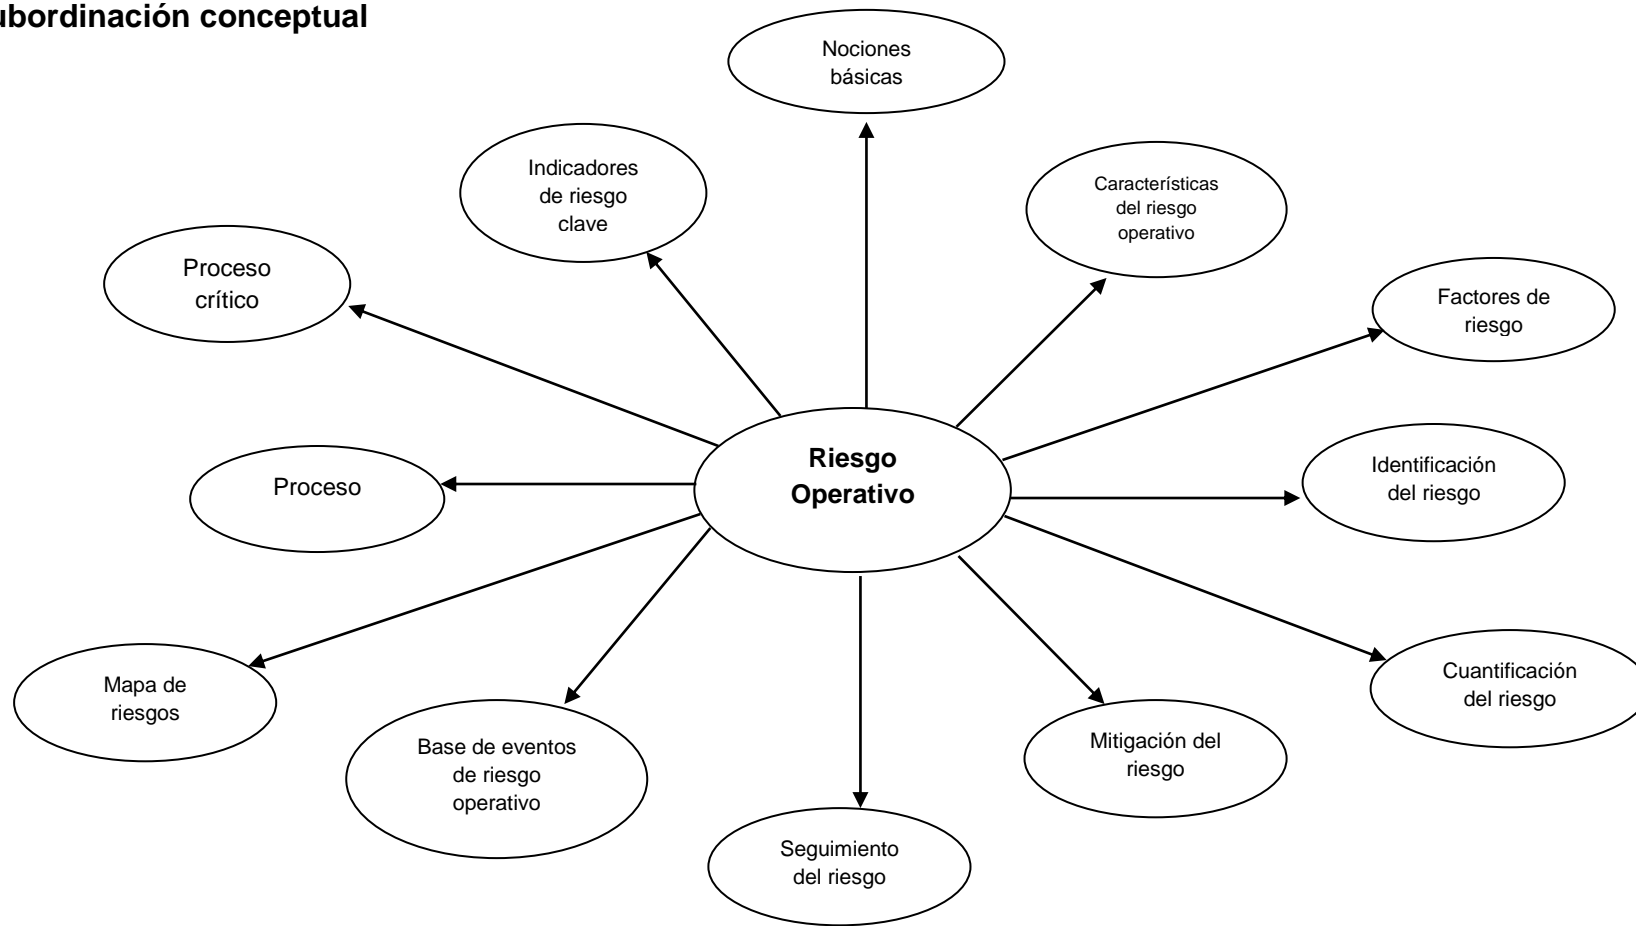 ubordinación conceptual
Nociones
básicas
Indicadores
de riesgo
clave
Características
del riesgo
operativo
Proceso
crítico
Factores de
riesgo
Riesgo
Operativo
Identificación
del riesgo
Proceso
Mapa de
riesgos
Cuantificación
del riesgo
Base de eventos
de riesgo
operativo
Mitigación del
riesgo
Seguimiento
del riesgo